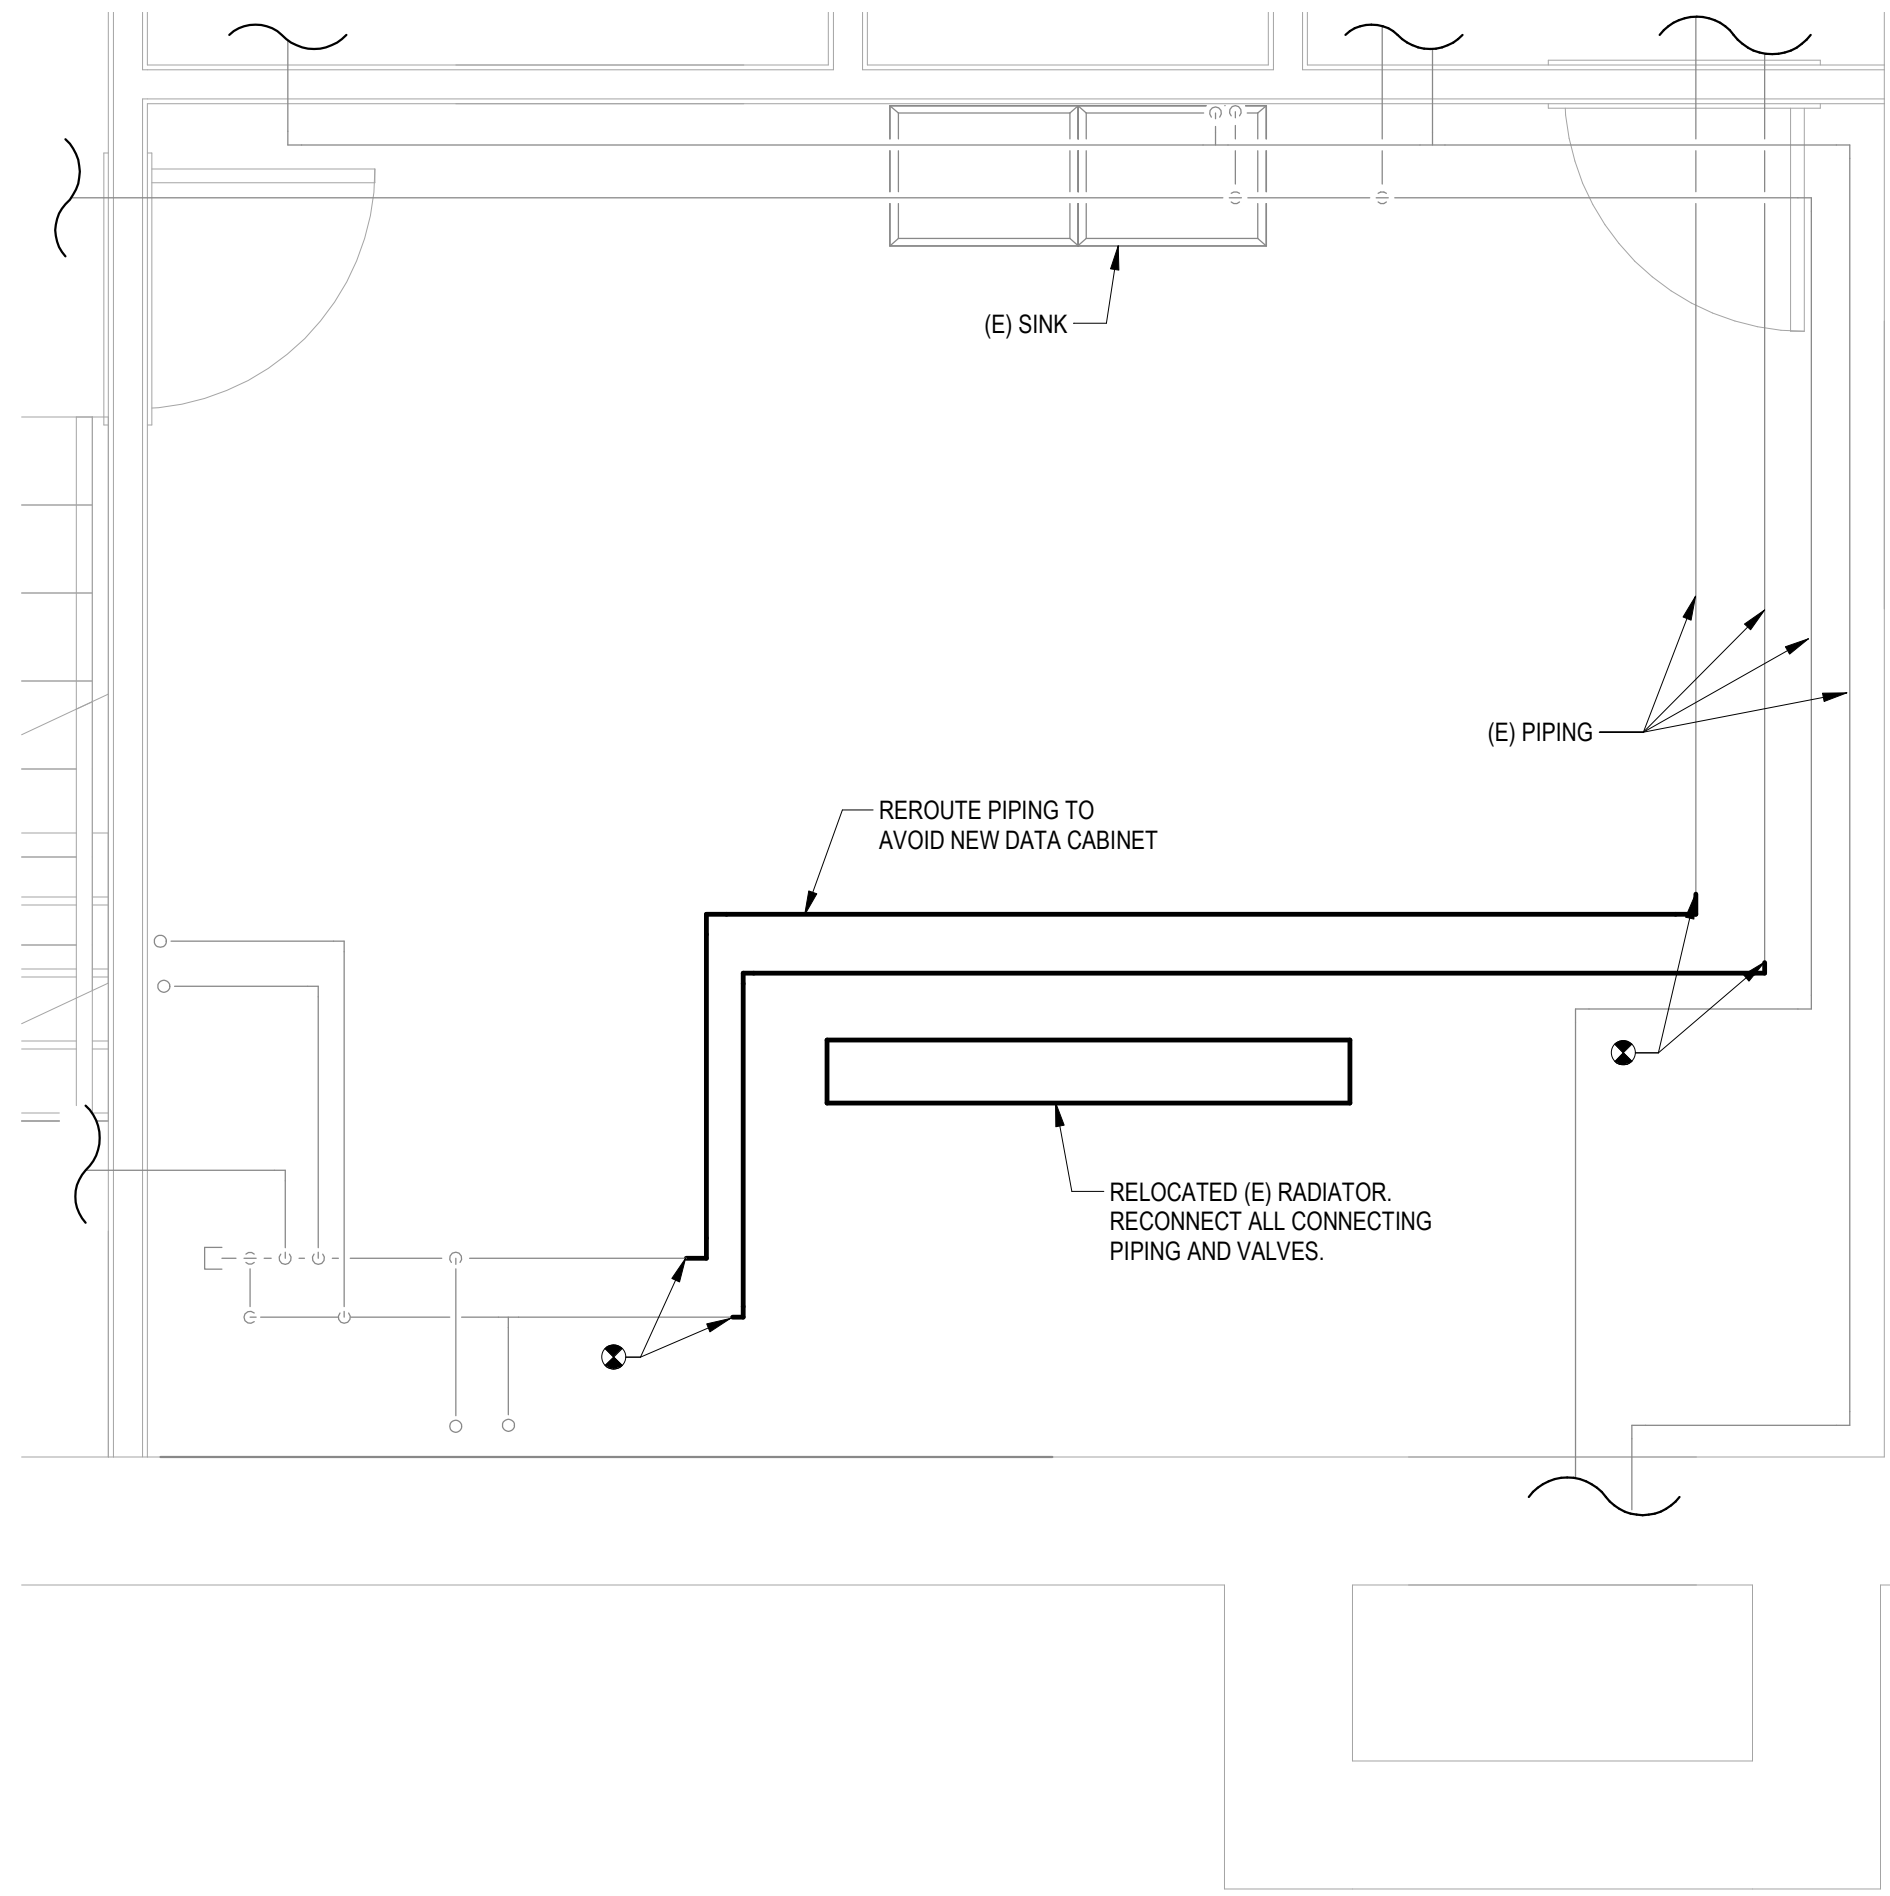 (E) SINK
(E) PIPING
REROUTE PIPING TO
AVOID NEW DATA CABINET
RELOCATED (E) RADIATOR.
RECONNECT ALL CONNECTING
PIPING AND VALVES.